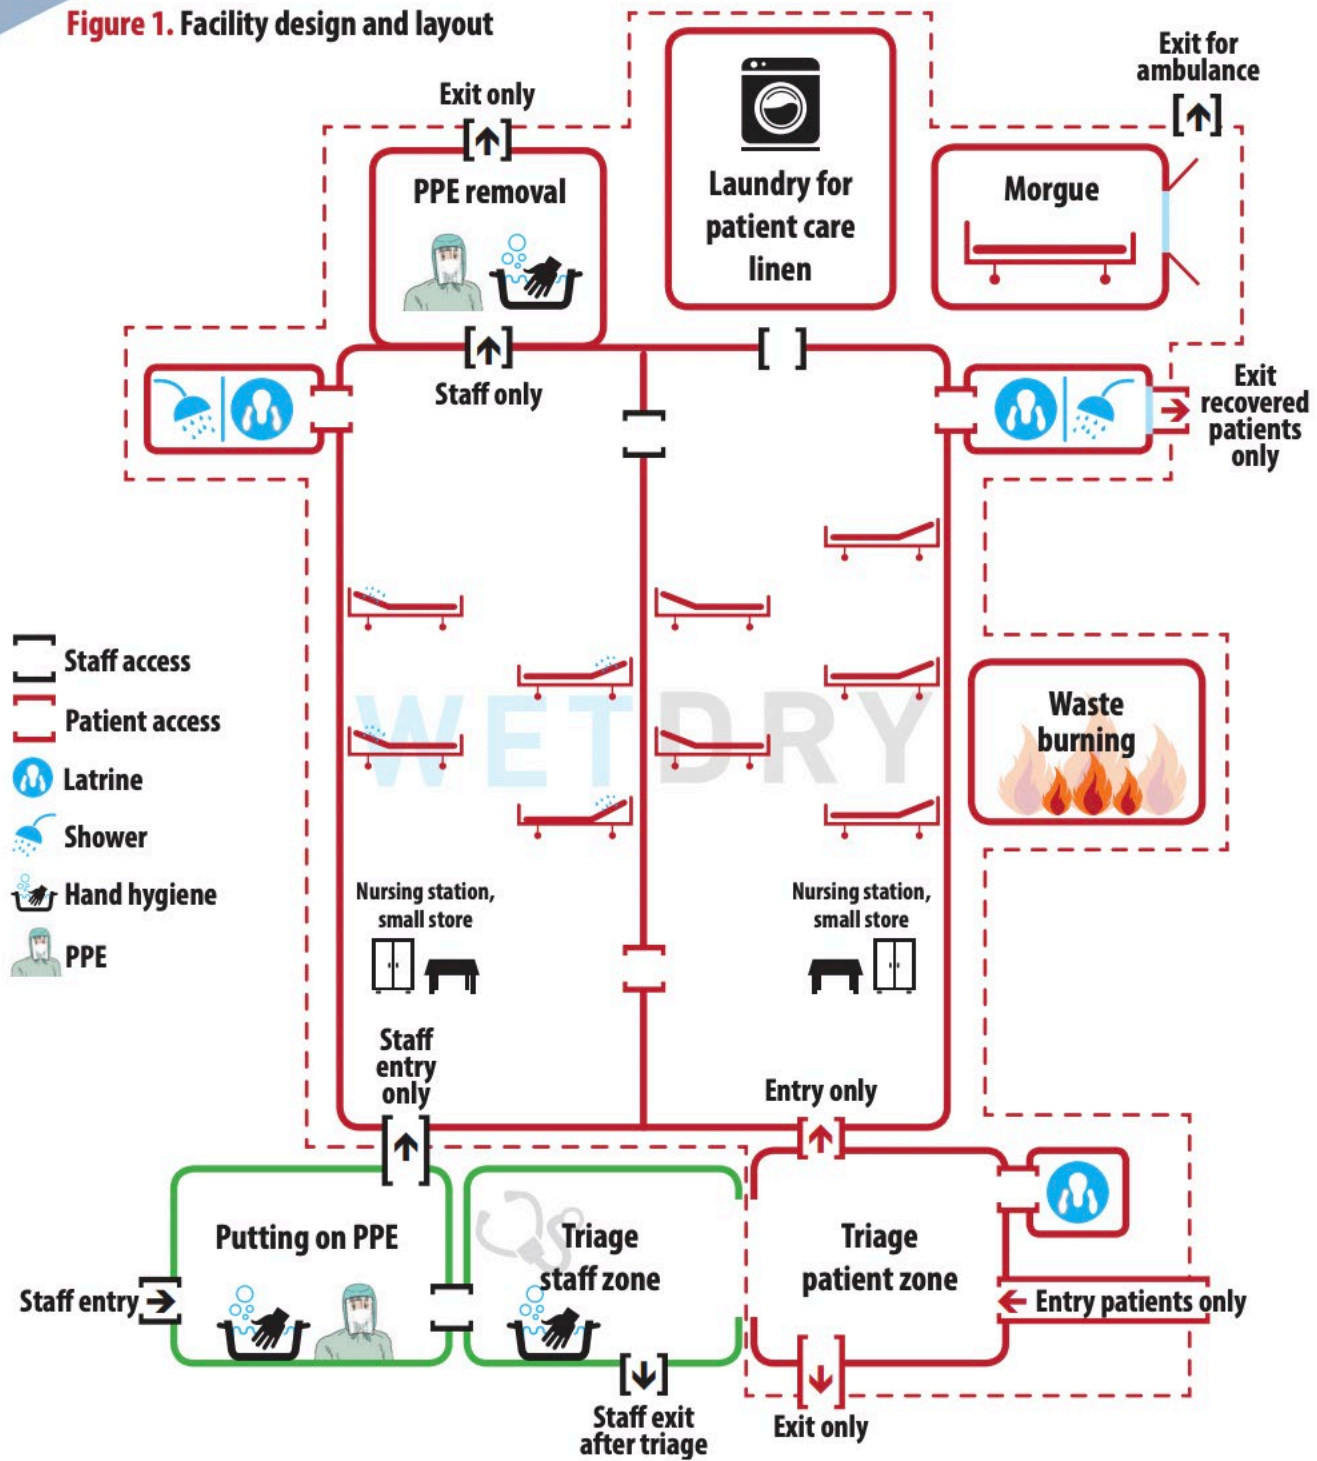 Figure 1. Facility design and layout
Exit for
ambulance
Exit only
PPE removal
Laundry for
patient care
linen
Morgue
Staff only
Exit
recovered
patients
only
Staff access
Patient access
Latrine
Shower
Hand hygiene
PPE
WET DRY
Waste
burning
Nursing station,
small store
Nursing station,
small store
Staff
entry
only
Entry only
Putting on PPE
Triage
staff zone
Triage
patient zone
Staff entry
Entry patients only
Staff exit
after triage
Exit only